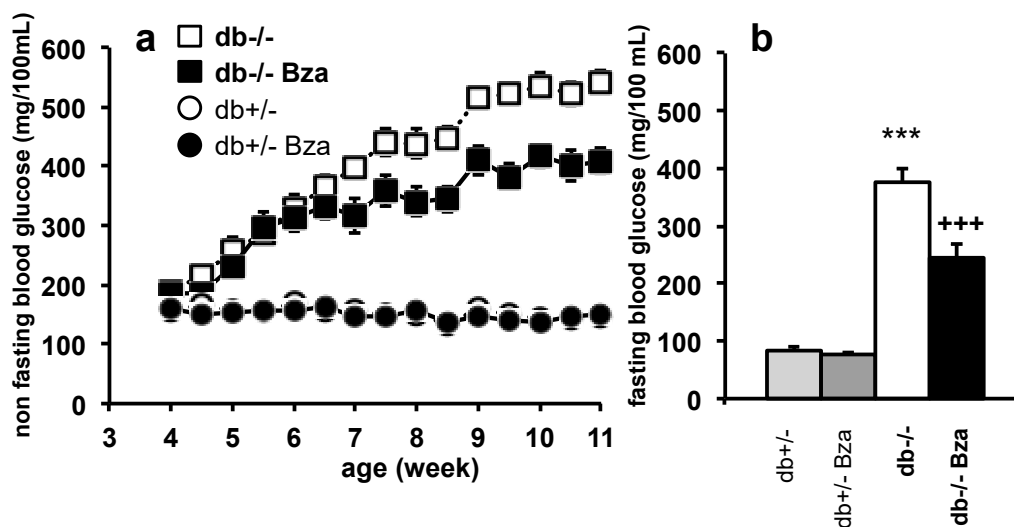 a
db-/-
db-/- Bza
db+/-
db+/- Bza
non fasting blood glucose (mg/100mL)
600
500
400
300
200
100
0
3 4 5 6 7 8 9 10 11
age (week)
b
fasting blood glucose (mg/100 mL)
600
500
400
300
200
100
0
***
+++
db+/-
db+/- Bza
db-/-
db-/- Bza